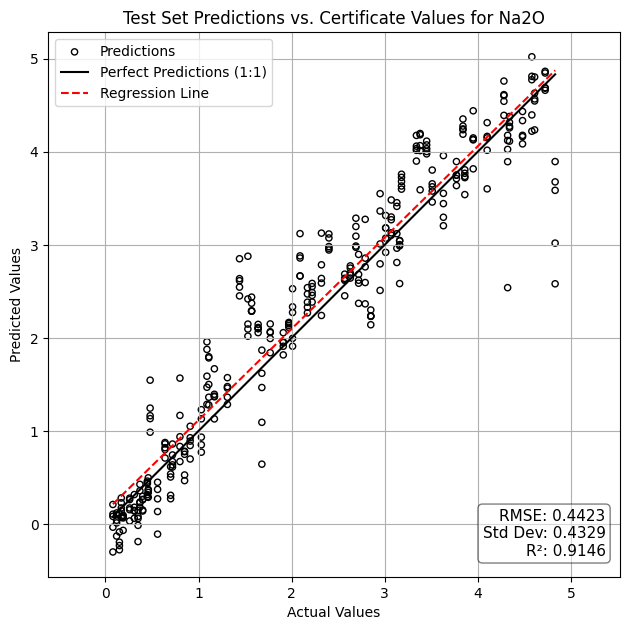 Test Set Predictions vs. Certificate Values for Na2O
Predictions
Perfect Predictions (1:1)
Regression Line
5
4
3
2
1
0
Predicted Values
RMSE: 0.4423
Std Dev: 0.4329
R²: 0.9146
0 1 2 3 4 5
Actual Values